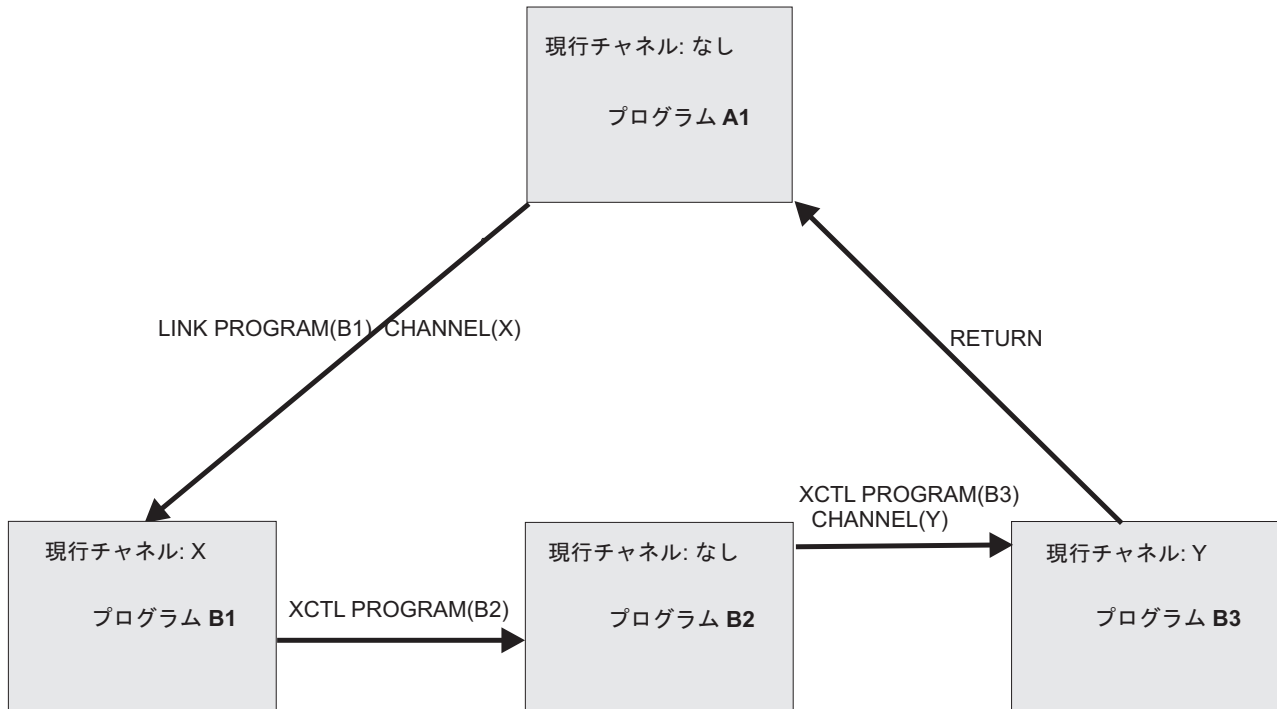 現行チャネル: なし
プログラム A1
LINK PROGRAM(B1) CHANNEL(X)
RETURN
現行チャネル: X
プログラム B1
XCTL PROGRAM(B2)
現行チャネル: なし
プログラム B2
XCTL PROGRAM(B3)
CHANNEL(Y)
現行チャネル: Y
プログラム B3